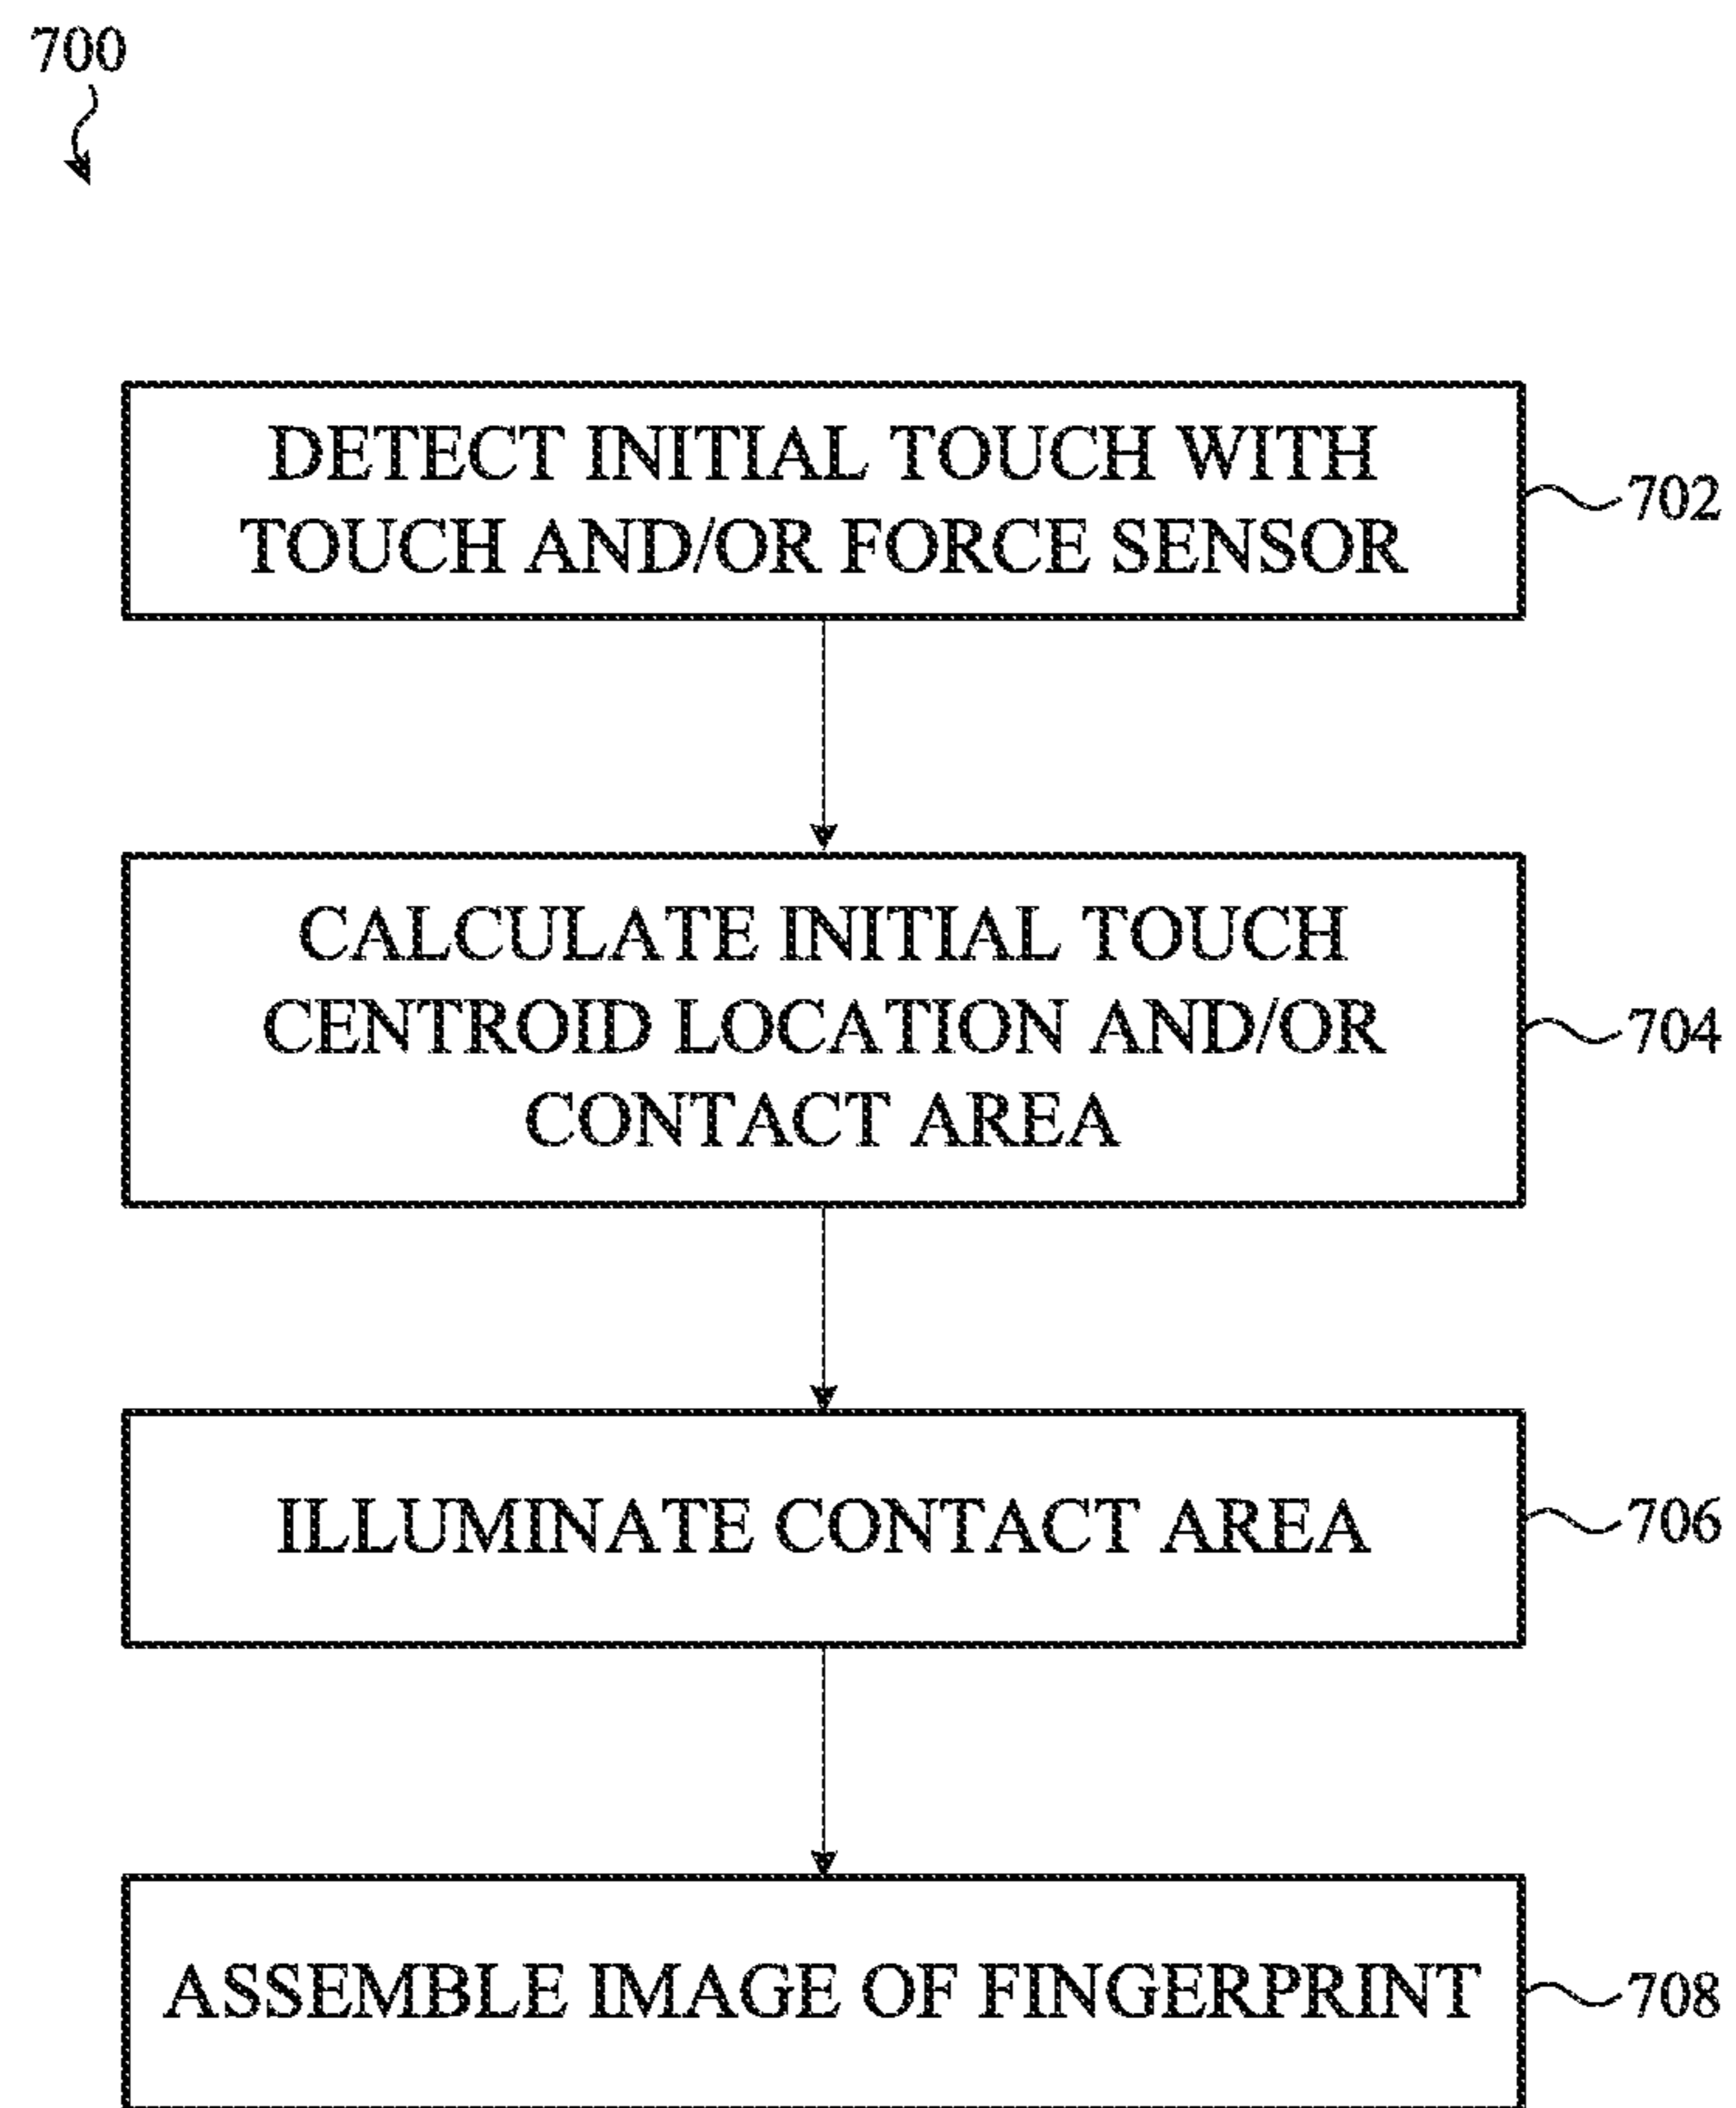 700
DETECT INITIAL TOUCH WITH
TOUCH AND/OR FORCE SENSOR
702
CALCULATE INITIAL TOUCH
CENTROID LOCATION AND/OR
CONTACT AREA
704
ILLUMINATE CONTACT AREA
706
ASSEMBLE IMAGE OF FINGERPRINT
708